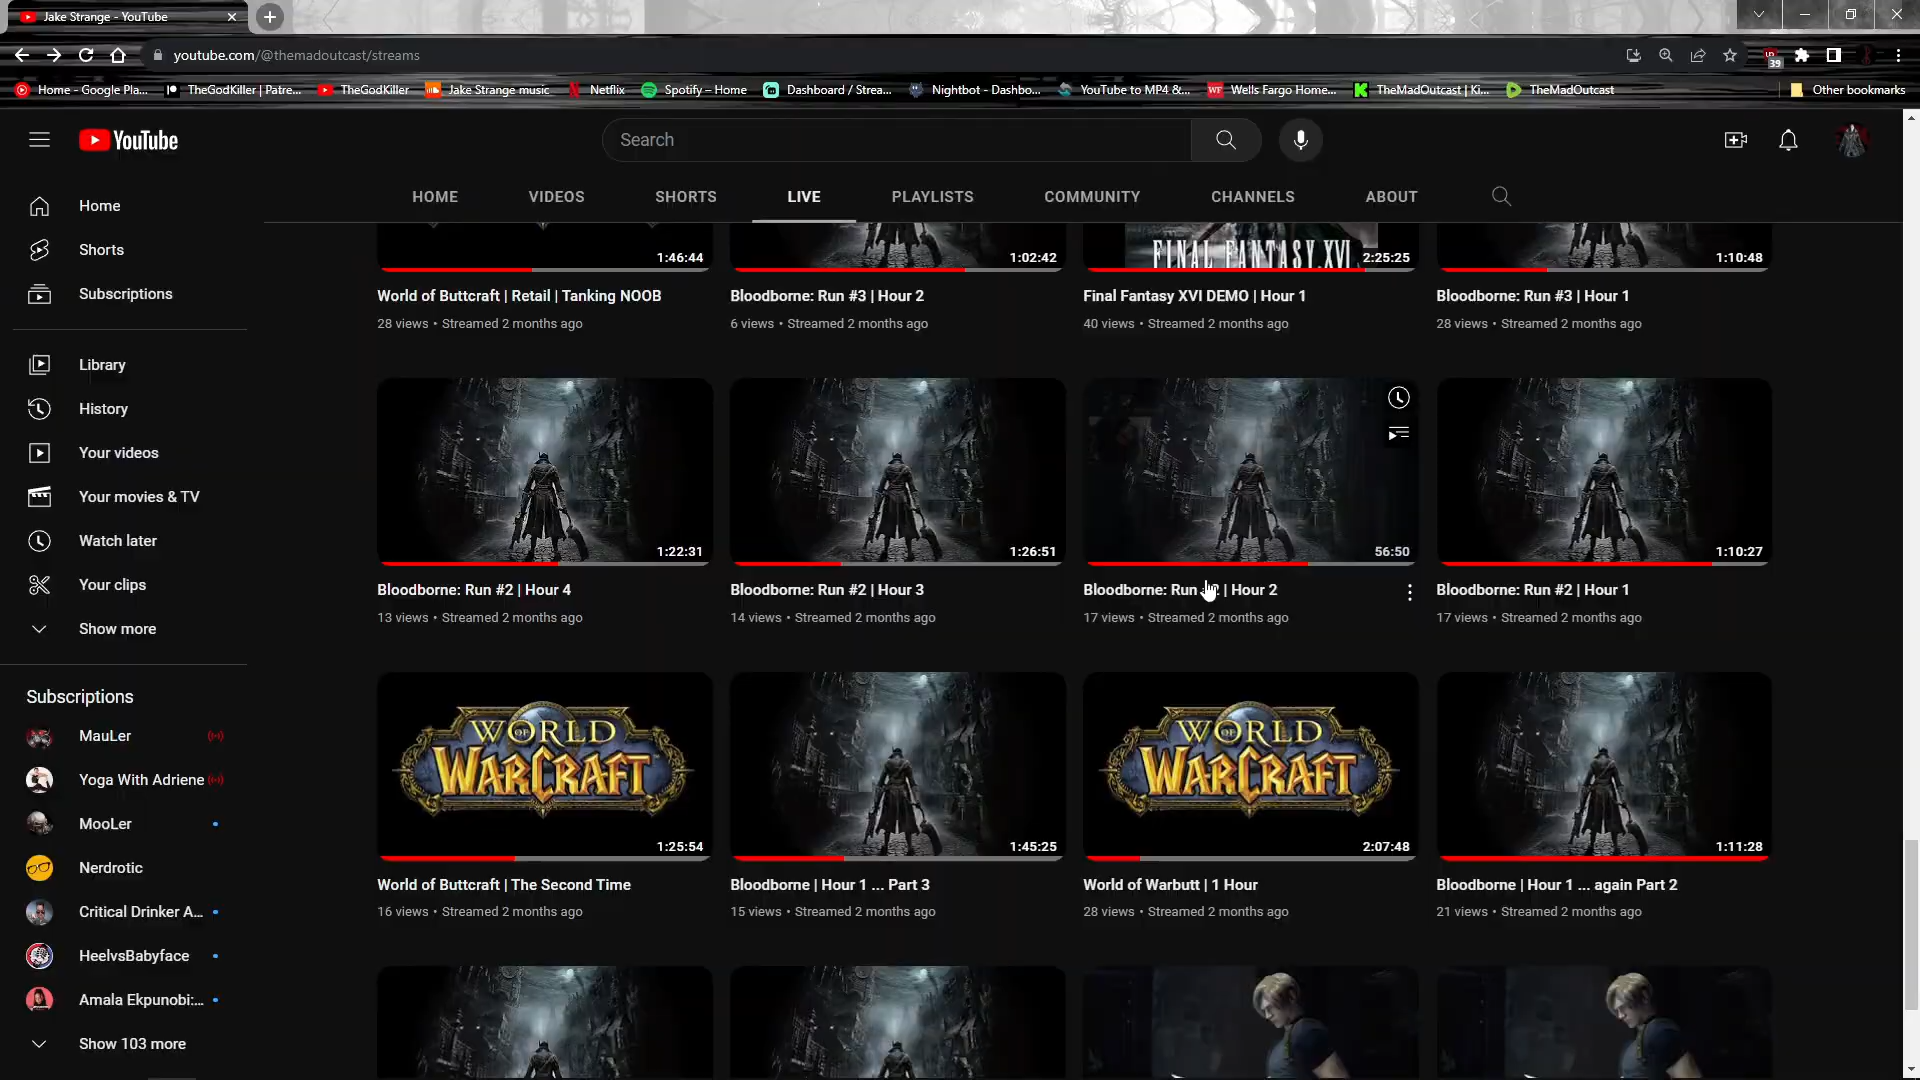 Jake Strange - YouTube
youtube.com/@themadoutcast/streams
39
Home - Google Pla...
TheGodKiller | Patre...
TheGodKiller
Jake Strange music
Netflix
Spotify – Home
Dashboard / Strea...
Nightbot - Dashbo...
YouTube to MP4 &...
WF
Wells Fargo Home...
TheMadOutcast | Ki...
TheMadOutcast
Other bookmarks
YouTube
Search
HOME
VIDEOS
SHORTS
LIVE
PLAYLISTS
COMMUNITY
CHANNELS
ABOUT
Home
Shorts
Subscriptions
Library
History
Your videos
Your movies & TV
Watch later
Your clips
Show more
Subscriptions
MauLer
Yoga With Adriene
MooLer
Nerdrotic
Critical Drinker A...
HeelvsBabyface
Amala Ekpunobi:...
Show 103 more
1:46:44
1:02:42
FINAL FANTASY XVI
2:25:25
1:10:48
World of Buttcraft | Retail | Tanking NOOB
28 views • Streamed 2 months ago
Bloodborne: Run #3 | Hour 2
6 views • Streamed 2 months ago
Final Fantasy XVI DEMO | Hour 1
40 views • Streamed 2 months ago
Bloodborne: Run #3 | Hour 1
28 views • Streamed 2 months ago
1:22:31
1:26:51
56:50
1:10:27
Bloodborne: Run #2 | Hour 4
13 views • Streamed 2 months ago
Bloodborne: Run #2 | Hour 3
14 views • Streamed 2 months ago
Bloodborne: Run | Hour 2
17 views • Streamed 2 months ago
Bloodborne: Run #2 | Hour 1
17 views • Streamed 2 months ago
WORLD OF WARCRAFT
1:25:54
1:45:25
WORLD OF WARCRAFT
2:07:48
1:11:28
World of Buttcraft | The Second Time
16 views • Streamed 2 months ago
Bloodborne | Hour 1 ... Part 3
15 views • Streamed 2 months ago
World of Warbutt | 1 Hour
28 views • Streamed 2 months ago
Bloodborne | Hour 1 ... again Part 2
21 views • Streamed 2 months ago